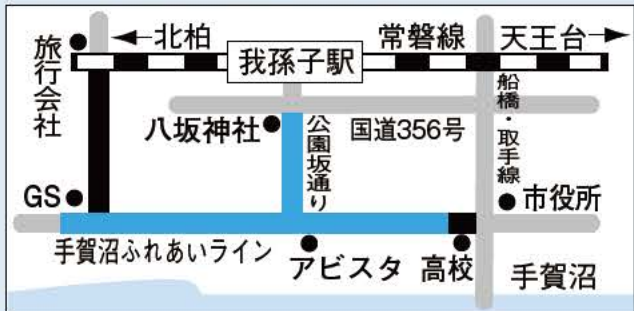 旅行会社
←北柏
我孫子駅
常磐線
天王台→
八坂神社
公園坂通り
国道356号
船橋・取手線
GS
市役所
手賀沼ふれあいライン
アビスタ
高校
手賀沼